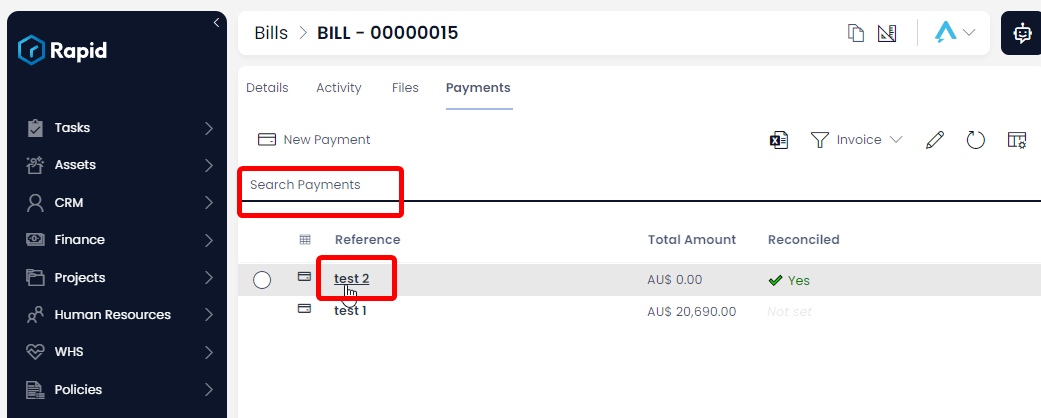 Rapid
Tasks
Assets
CRM
Finance
Projects
Human Resources
WHS
Policies
Bills > BILL - 00000015
Details Activity Files Payments
New Payment Invoice
Search Payments
Reference Total Amount Reconciled
test 2 AU$ 0.00 Yes
test 1 AU$ 20,690.00 Not set